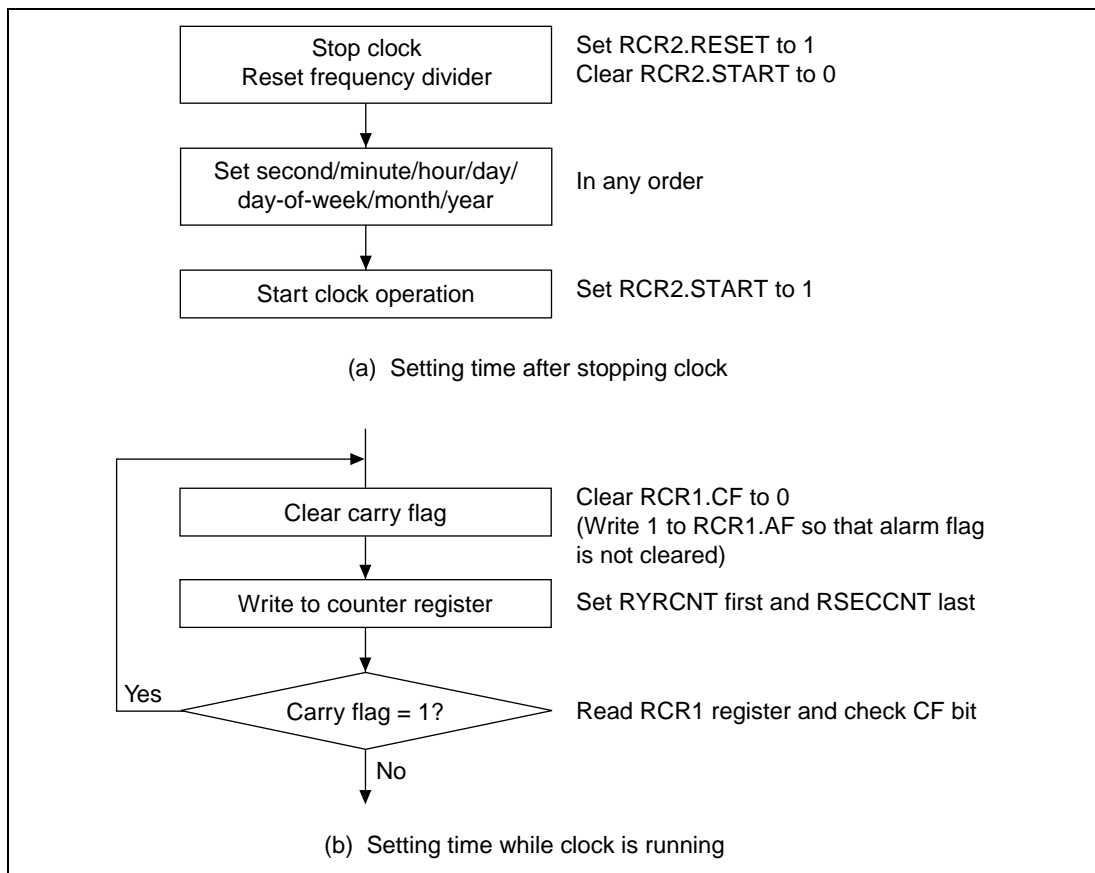 Stop clock
Reset frequency divider
Set RCR2.RESET to 1
Clear RCR2.START to 0
Set second/minute/hour/day/
day-of-week/month/year
In any order
Start clock operation
Set RCR2.START to 1
(a) Setting time after stopping clock
Clear carry flag
Clear RCR1.CF to 0
(Write 1 to RCR1.AF so that alarm flag
is not cleared)
Write to counter register
Set RYRCNT first and RSECCNT last
Yes
Carry flag = 1?
Read RCR1 register and check CF bit
No
(b) Setting time while clock is running